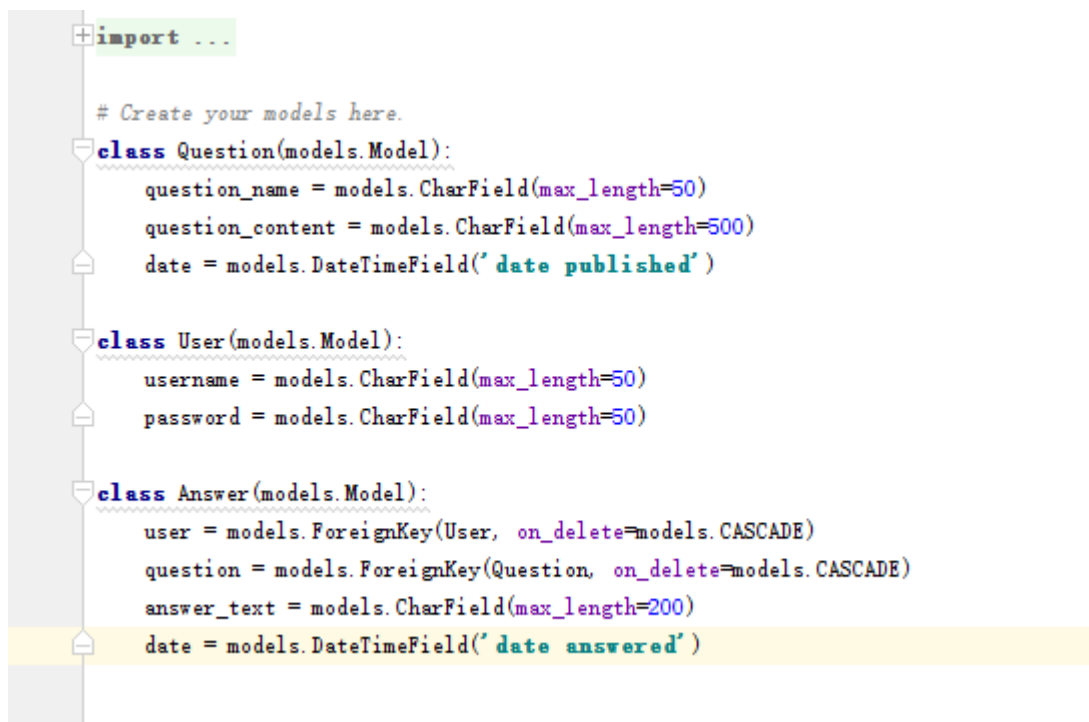 import ...
# Create your models here.
class Question(models.Model):
    question_name = models.CharField(max_length=50)
    question_content = models.CharField(max_length=500)
    date = models.DateTimeField('date published')
class User(models.Model):
    username = models.CharField(max_length=50)
    password = models.CharField(max_length=50)
class Answer(models.Model):
    user = models.ForeignKey(User, on_delete=models.CASCADE)
    question = models.ForeignKey(Question, on_delete=models.CASCADE)
    answer_text = models.CharField(max_length=200)
    date = models.DateTimeField('date answered')